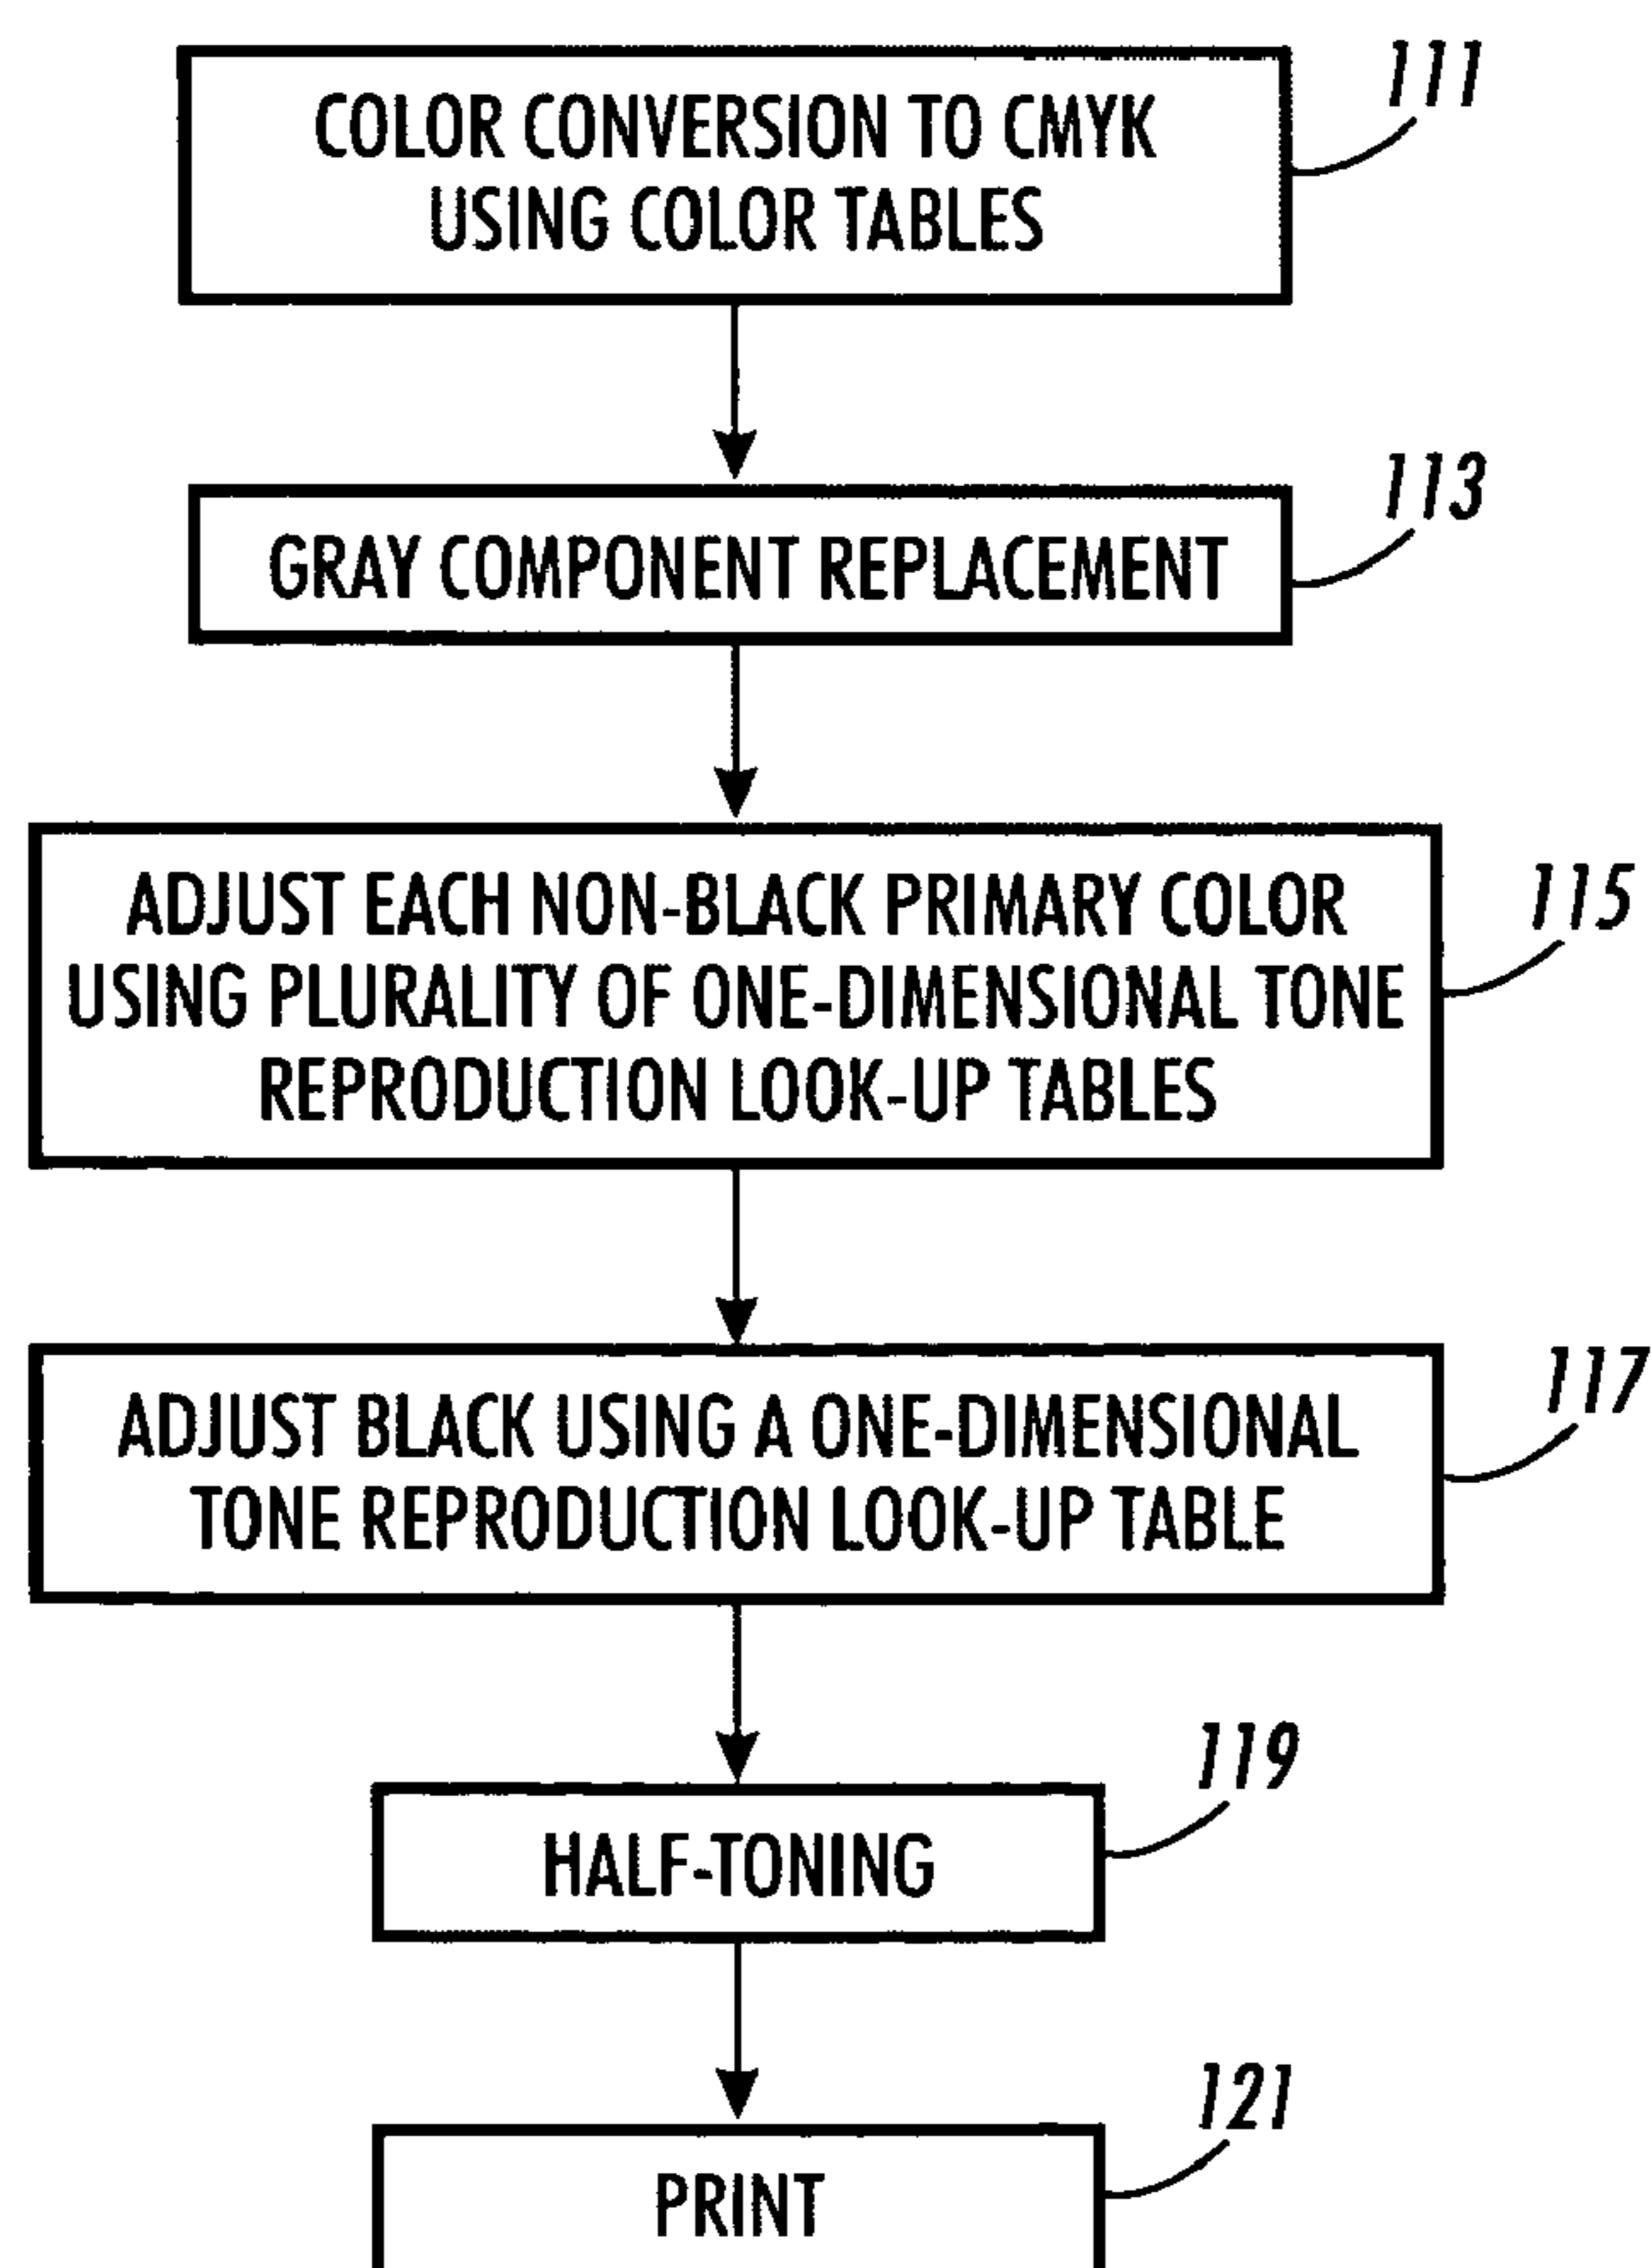 111
COLOR CONVERSION TO CMYK
USING COLOR TABLES
113
GRAY COMPONENT REPLACEMENT
115
ADJUST EACH NON-BLACK PRIMARY COLOR
USING PLURALITY OF ONE-DIMENSIONAL TONE
REPRODUCTION LOOK-UP TABLES
117
ADJUST BLACK USING A ONE-DIMENSIONAL
TONE REPRODUCTION LOOK-UP TABLE
119
HALF-TONING
121
PRINT